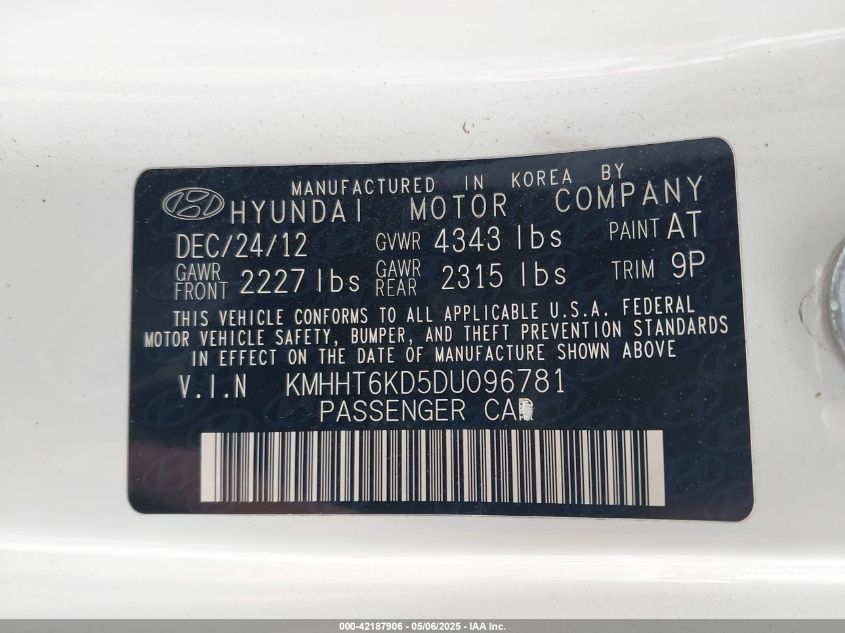 MANUFACTURED IN KOREA BY
HYUNDAI MOTOR COMPANY
DEC/24/12 GVWR 4343 lbs PAINT AT
GAWR FRONT 2227 lbs GAWR REAR 2315 lbs TRIM 9P
THIS VEHICLE CONFORMS TO ALL APPLICABLE U.S.A. FEDERAL
MOTOR VEHICLE SAFETY, BUMPER, AND THEFT PREVENTION STANDARDS
IN EFFECT ON THE DATE OF MANUFACTURE SHOWN ABOVE
V.I.N KMHHT6KD5DU096781
PASSENGER CAR
000-42187906 — 05/06/2025 — IAA Inc.